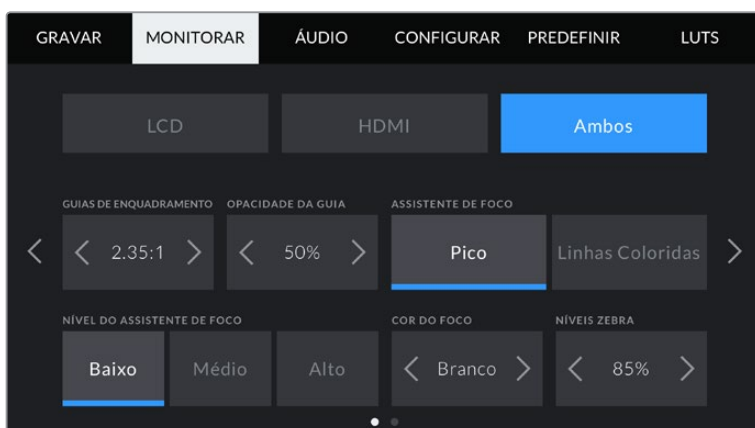 GRAVAR MONITORAR ÁUDIO CONFIGURAR PREDEFINIR LUTS
LCD HDMI Ambos
GUIAS DE ENQUADRAMENTO OPACIDADE DA GUIA ASSISTENTE DE FOCO
2.35:1 50% Pico Linhas Coloridas
NÍVEL DO ASSISTENTE DE FOCO COR DO FOCO NÍVEIS ZEBRA
Baixo Médio Alto Branco 85%